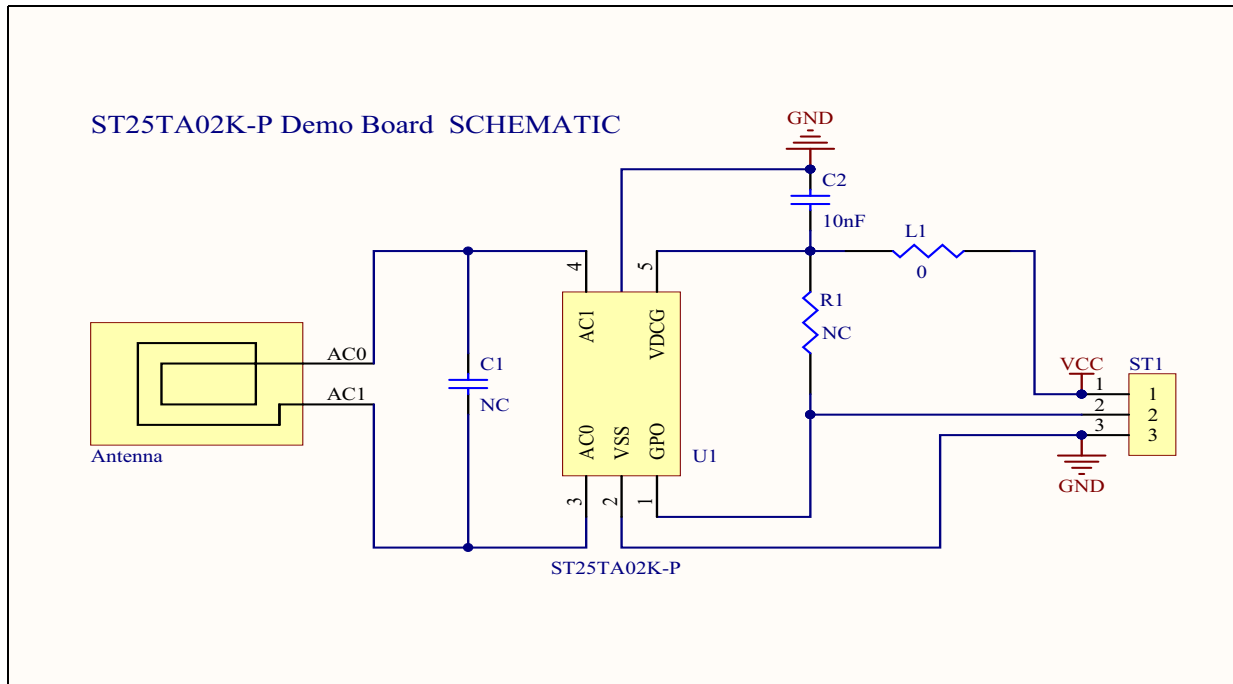 ST25TA02K-P Demo Board  SCHEMATIC
GND
C2
10nF
L1
0
4
5
AC1
VDCG
R1
NC
AC0
AC1
Antenna
C1
NC
AC0
VSS
GPO
U1
3
2
1
ST25TA02K-P
VCC
ST1
1 1
2 2
3 3
GND